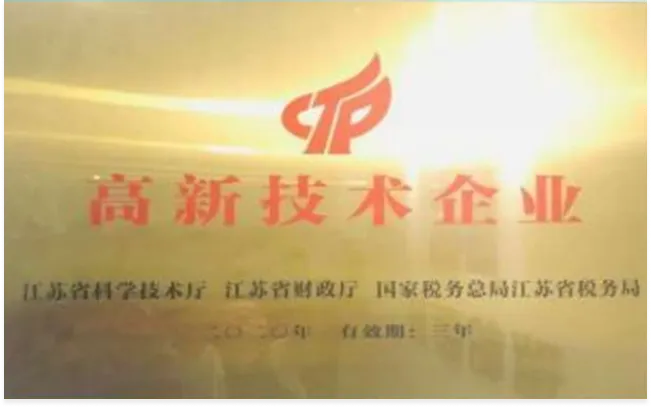 高新技术企业
江苏省科学技术厅 江苏省财政厅 国家税务总局江苏省税务局
二〇二〇年 有效期：三年